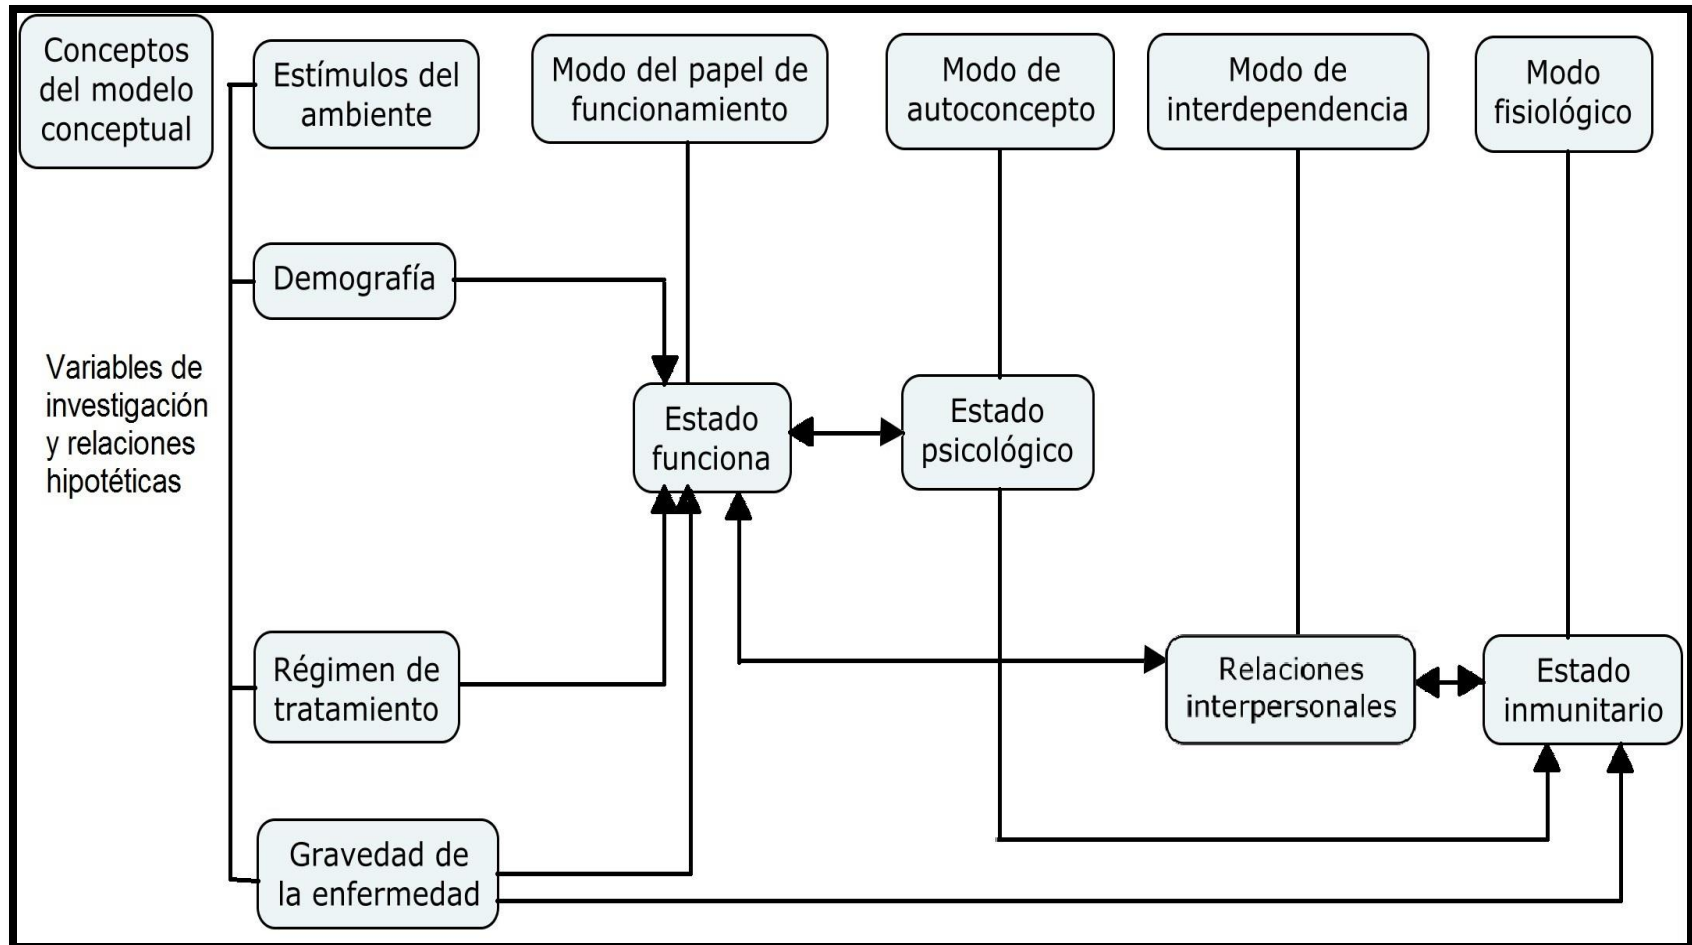 Conceptos
del modelo
conceptual
Estímulos del
ambiente
Modo del papel de
funcionamiento
Modo de
autoconcepto
Modo de
interdependencia
Modo
fisiológico
Demografía
Variables de
investigación
y relaciones
hipotéticas
Estado
funciona
Estado
psicológico
Régimen de
tratamiento
Relaciones
interpersonales
Estado
inmunitario
Gravedad de
la enfermedad